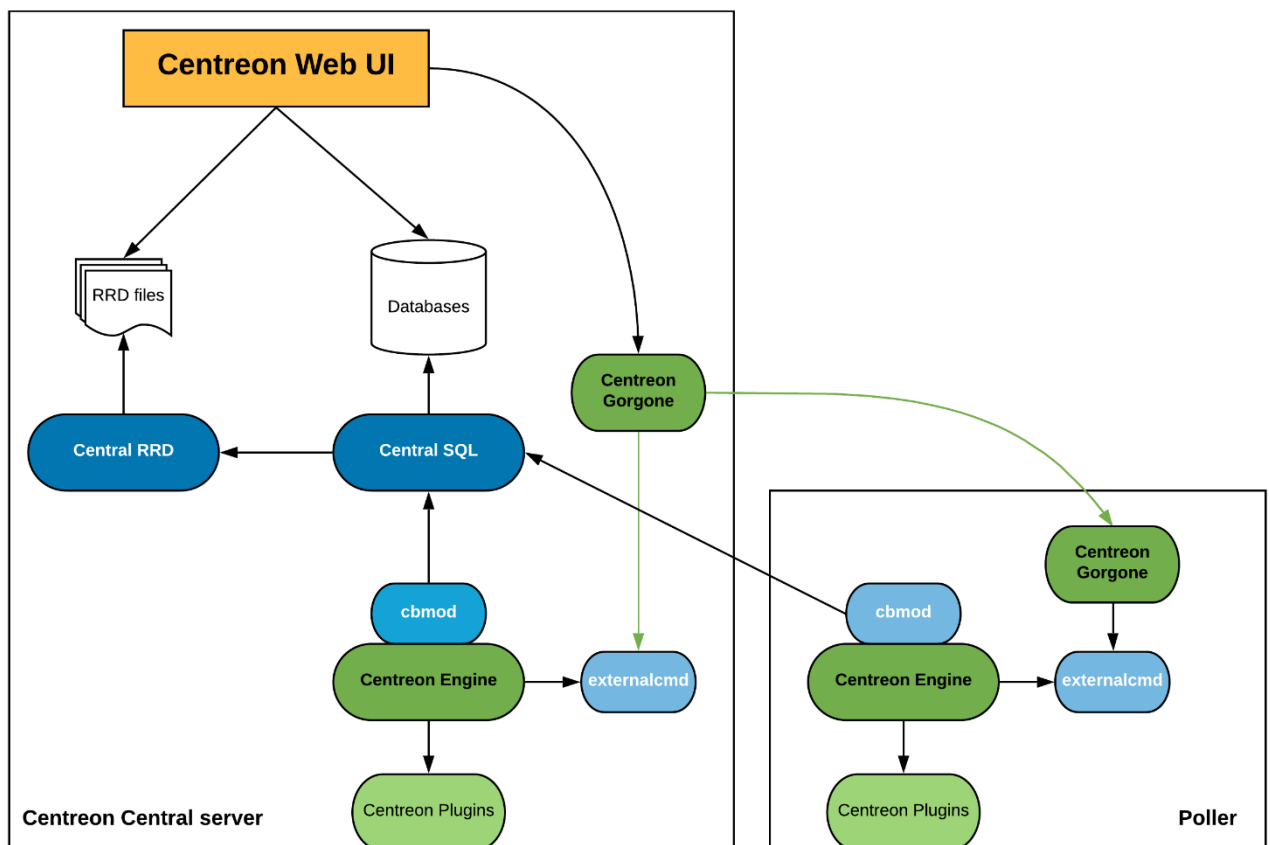 Centreon Web UI
RRD files
Databases
Centreon
Gorgone
Central RRD
Central SQL
Centreon
Gorgone
cbmod
cbmod
Centreon Engine
externalcmd
Centreon Engine
externalcmd
Centreon Plugins
Centreon Plugins
Centreon Central server
Poller